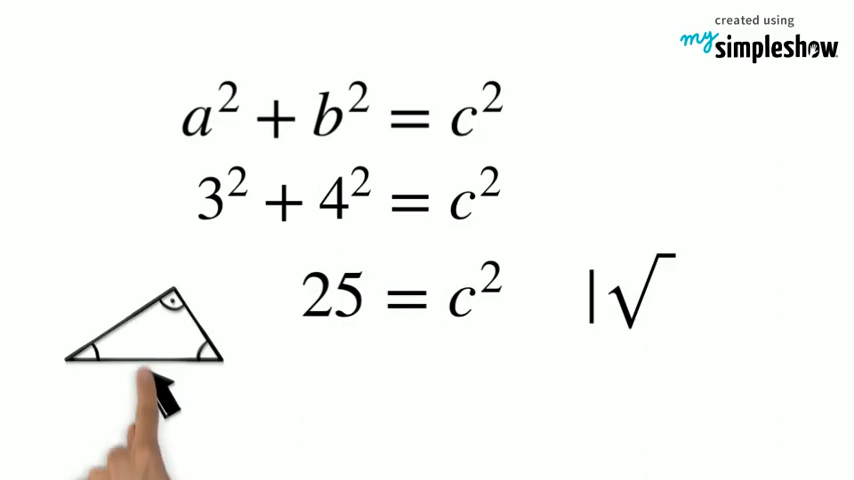 created using
my simpleshow
a² + b² = c²
3² + 4² = c²
25 = c² |√